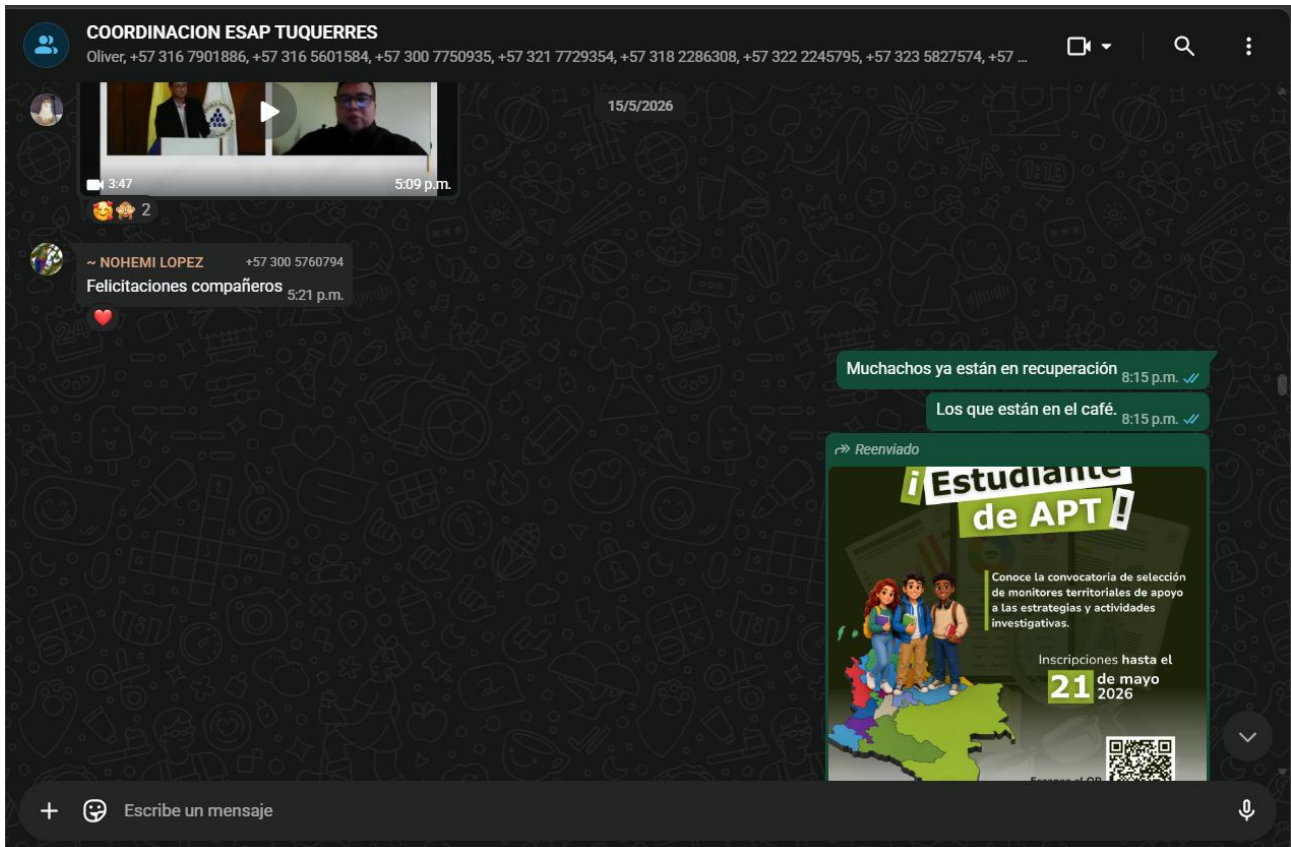 COORDINACION ESAP TUQUERRES
Oliver, +57 316 7901886, +57 316 5601584, +57 300 7750935, +57 321 7729354, +57 318 2286308, +57 322 2245795, +57 323 5827574, +57 ...
15/5/2026
3:47
5:09 p.m.
2
~ NOHEMI LOPEZ +57 300 5760794
Felicitaciones compañeros 5:21 p.m.
Muchachos ya están en recuperación 8:15 p.m.
Los que están en el café. 8:15 p.m.
Reenviado
¡Estudiante
de APT!
Conoce la convocatoria de selección
de monitores territoriales de apoyo
a las estrategias y actividades
investigativas.
Inscripciones hasta el
21 de mayo
2026
Escribe un mensaje